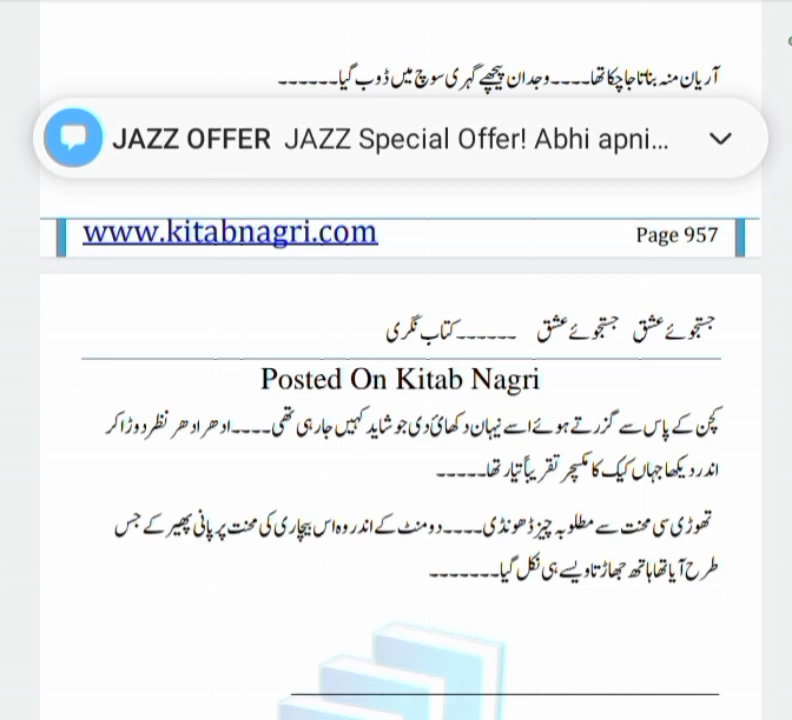 آریان منہ بناتا جا چکا تھا۔۔۔۔۔وجدان پیچھے گہری سوچ میں ڈوب گیا۔۔۔۔۔۔
JAZZ OFFER JAZZ Special Offer! Abhi apni...
www.kitabnagri.com Page 957
جستجوئے عشق جستجوئے عشق ۔۔۔۔۔۔کتاب نگری
Posted On Kitab Nagri
کچن کے پاس سے گزرتے ہوئے اسے نیہان دکھائ دی جو شاید کہیں جا رہی تھی۔۔۔۔ادھر ادھر نظر دوڑا کر
اندر دیکھا جہاں کیک کا مکسچر تقریباً تیار تھا۔۔۔۔۔
تھوڑی سی محنت سے مطلوبہ چیز ڈھونڈی۔۔۔۔دو منٹ کے اندر وہ اس بیچاری کی محنت پر پانی پھیر کے جس
طرح آیا تھا ہاتھ جھاڑتا ویسے ہی نکل گیا۔۔۔۔۔۔۔